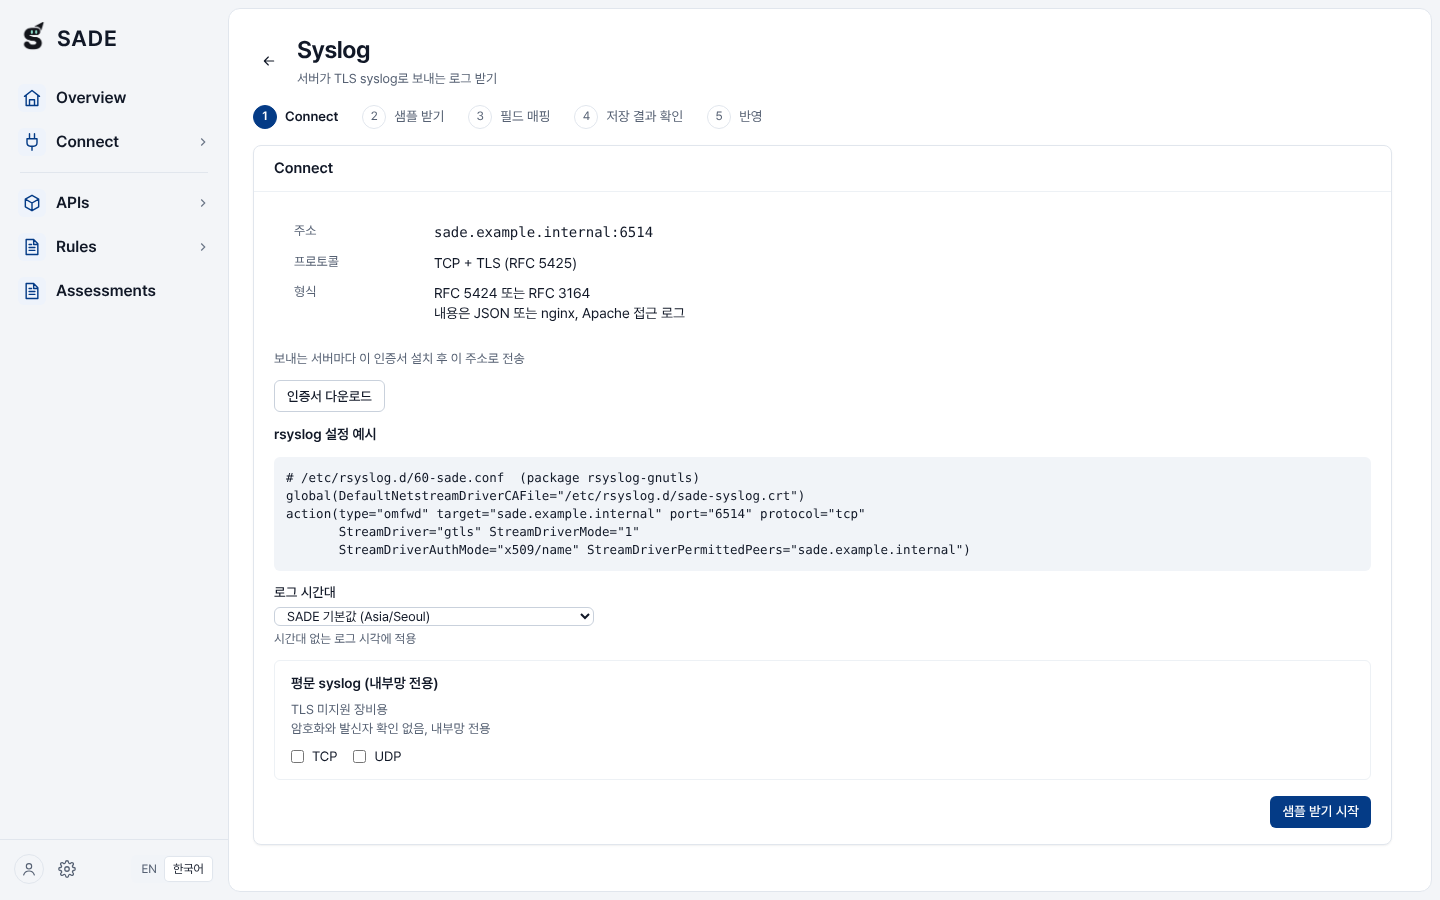 SADE
Overview
Connect
APIs
Rules
Assessments
EN
한국어
Syslog
서버가 TLS syslog로 보내는 로그 받기
1 Connect
2 샘플 받기
3 필드 매핑
4 저장 결과 확인
5 반영
Connect
주소
sade.example.internal:6514
프로토콜
TCP + TLS (RFC 5425)
형식
RFC 5424 또는 RFC 3164
내용은 JSON 또는 nginx, Apache 접근 로그
보내는 서버마다 이 인증서 설치 후 이 주소로 전송
인증서 다운로드
rsyslog 설정 예시
# /etc/rsyslog.d/60-sade.conf  (package rsyslog-gnutls)
global(DefaultNetstreamDriverCAFile="/etc/rsyslog.d/sade-syslog.crt")
action(type="omfwd" target="sade.example.internal" port="6514" protocol="tcp"
       StreamDriver="gtls" StreamDriverMode="1"
       StreamDriverAuthMode="x509/name" StreamDriverPermittedPeers="sade.example.internal")
로그 시간대
SADE 기본값 (Asia/Seoul)
시간대 없는 로그 시각에 적용
평문 syslog (내부망 전용)
TLS 미지원 장비용
암호화와 발신자 확인 없음, 내부망 전용
TCP
UDP
샘플 받기 시작